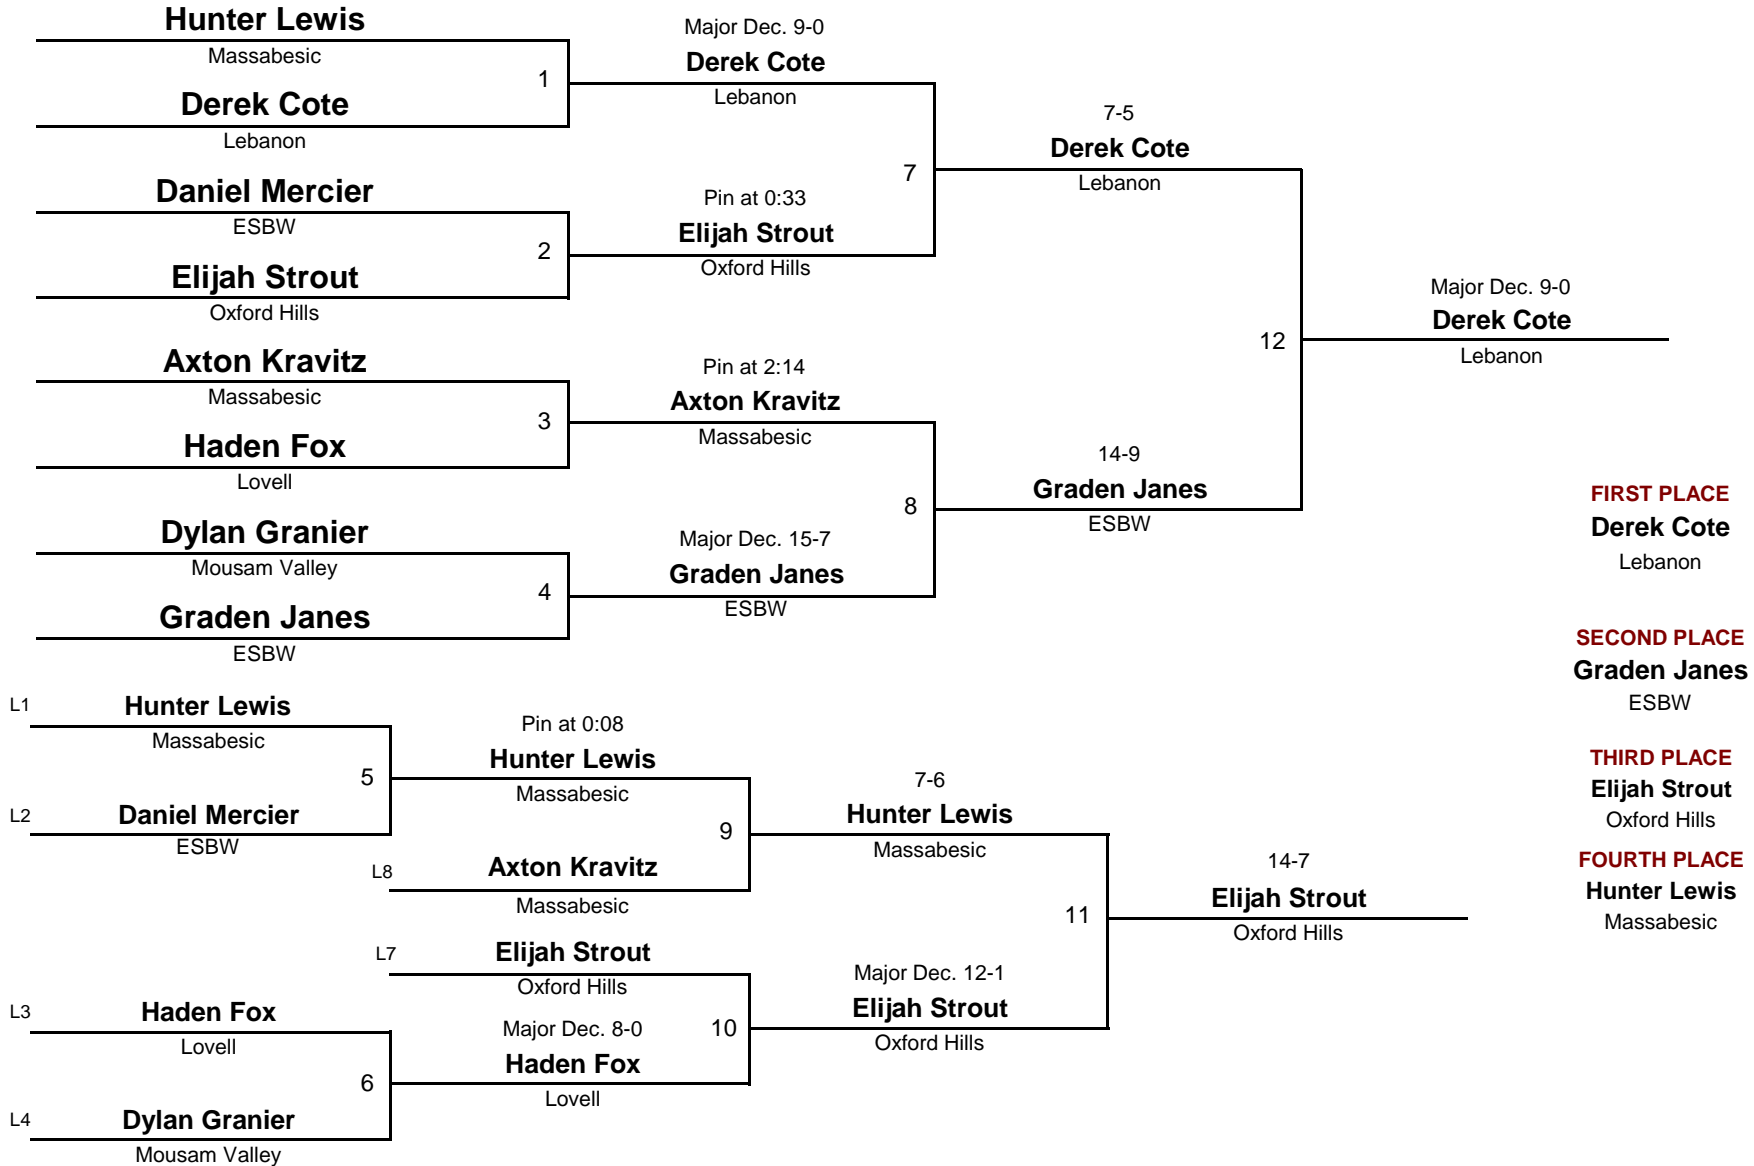 Hunter Lewis
Massabesic
1
Derek Cote
Lebanon
Daniel Mercier
ESBW
2
Elijah Strout
Oxford Hills
Axton Kravitz
Massabesic
3
Haden Fox
Lovell
Dylan Granier
Mousam Valley
4
Graden Janes
ESBW
Major Dec. 9-0
Derek Cote
Lebanon
7
Pin at 0:33
Elijah Strout
Oxford Hills
Pin at 2:14
Axton Kravitz
Massabesic
8
Major Dec. 15-7
Graden Janes
ESBW
7-5
Derek Cote
Lebanon
12
14-9
Graden Janes
ESBW
Major Dec. 9-0
Derek Cote
Lebanon
FIRST PLACE
Derek Cote
Lebanon
SECOND PLACE
Graden Janes
ESBW
THIRD PLACE
Elijah Strout
Oxford Hills
FOURTH PLACE
Hunter Lewis
Massabesic
L1 Hunter Lewis
Massabesic
5
L2 Daniel Mercier
ESBW
Pin at 0:08
Hunter Lewis
Massabesic
9
L8 Axton Kravitz
Massabesic
L7 Elijah Strout
Oxford Hills
10
Major Dec. 8-0
Haden Fox
Lovell
L3 Haden Fox
Lovell
6
L4 Dylan Granier
Mousam Valley
7-6
Hunter Lewis
Massabesic
11
Major Dec. 12-1
Elijah Strout
Oxford Hills
14-7
Elijah Strout
Oxford Hills